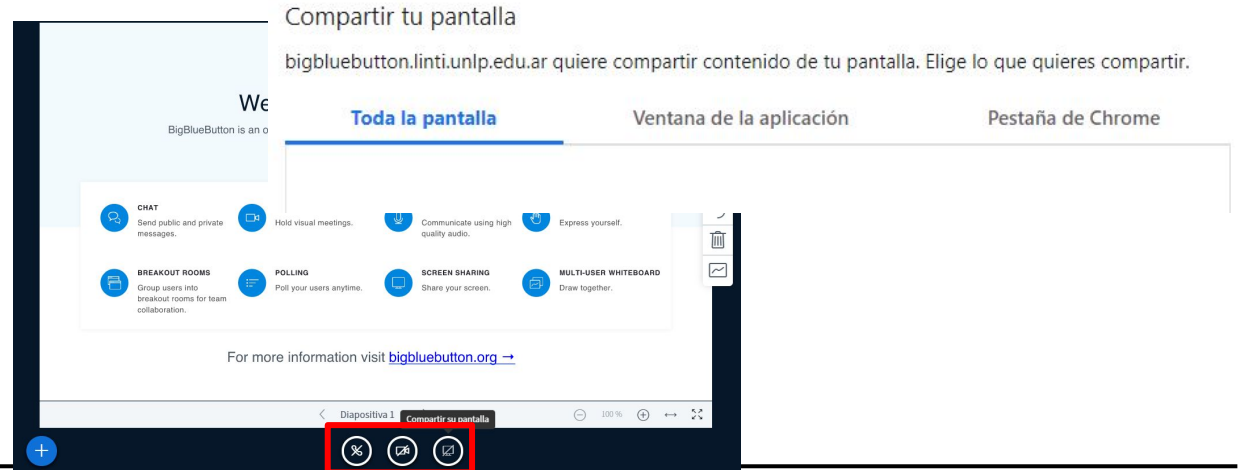 Compartir tu pantalla
bigbluebutton.linti.unlp.edu.ar quiere compartir contenido de tu pantalla. Elige lo que quieres compartir.
Toda la pantalla
Ventana de la aplicación
Pestaña de Chrome
We
BigBlueButton is an o
CHAT
Send public and private
messages.
Hold visual meetings.
Communicate using high
quality audio.
Express yourself.
BREAKOUT ROOMS
Group users into
breakout rooms for team
collaboration.
POLLING
Poll your users anytime.
SCREEN SHARING
Share your screen.
MULTI-USER WHITEBOARD
Draw together.
For more information visit bigbluebutton.org →
Diapositiva 1
Compartir su pantalla
100 %